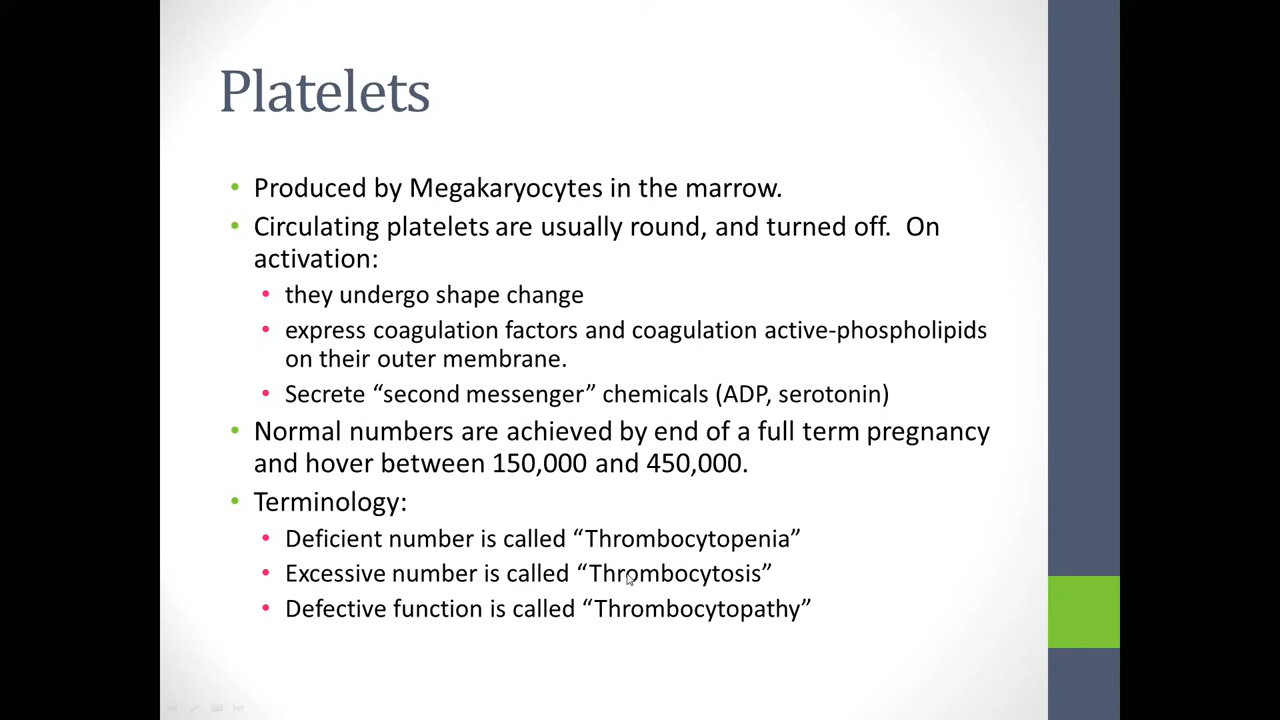 Platelets
• Produced by Megakaryocytes in the marrow.
• Circulating platelets are usually round, and turned off.  On
activation:
• they undergo shape change
• express coagulation factors and coagulation active-phospholipids
on their outer membrane.
• Secrete “second messenger” chemicals (ADP, serotonin)
• Normal numbers are achieved by end of a full term pregnancy
and hover between 150,000 and 450,000.
• Terminology:
• Deficient number is called “Thrombocytopenia”
• Excessive number is called “Thrombocytosis”
• Defective function is called “Thrombocytopathy”